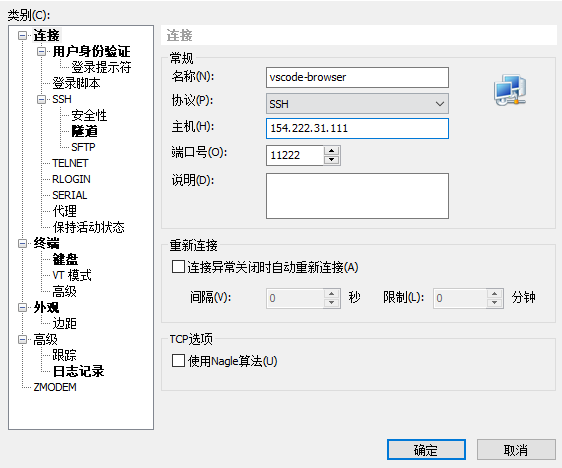 类别(C):
连接
用户身份验证
登录提示符
登录脚本
SSH
安全性
隧道
SFTP
TELNET
RLOGIN
SERIAL
代理
保持活动状态
终端
键盘
VT 模式
高级
外观
边距
高级
跟踪
日志记录
ZMODEM
连接
常规
名称(N): vscode-browser
协议(P): SSH
主机(H): 154.222.31.111
端口号(O): 11222
说明(D):
重新连接
连接异常关闭时自动重新连接(A)
间隔(V): 0 秒 限制(L): 0 分钟
TCP选项
使用Nagle算法(U)
确定 取消